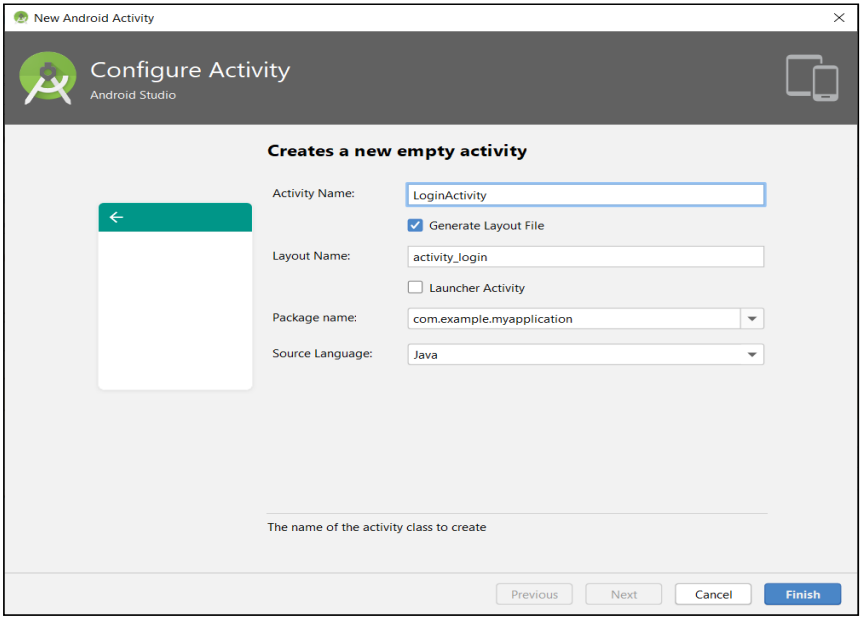 New Android Activity
Configure Activity
Android Studio
Creates a new empty activity
Activity Name: LoginActivity
Generate Layout File
Layout Name: activity_login
Launcher Activity
Package name: com.example.myapplication
Source Language: Java
The name of the activity class to create
Previous Next Cancel Finish